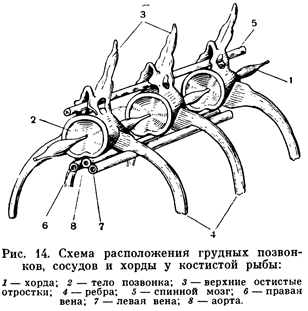 3
5
1
2
6
8
7
4
Рис. 14. Схема расположения грудных позвон-
ков, сосудов и хорды у костистой рыбы:
1 — хорда; 2 — тело позвонка; 3 — верхние остистые
отростки; 4 — ребра; 5 — спинной мозг; 6 — правая
вена; 7 — левая вена; 8 — аорта.